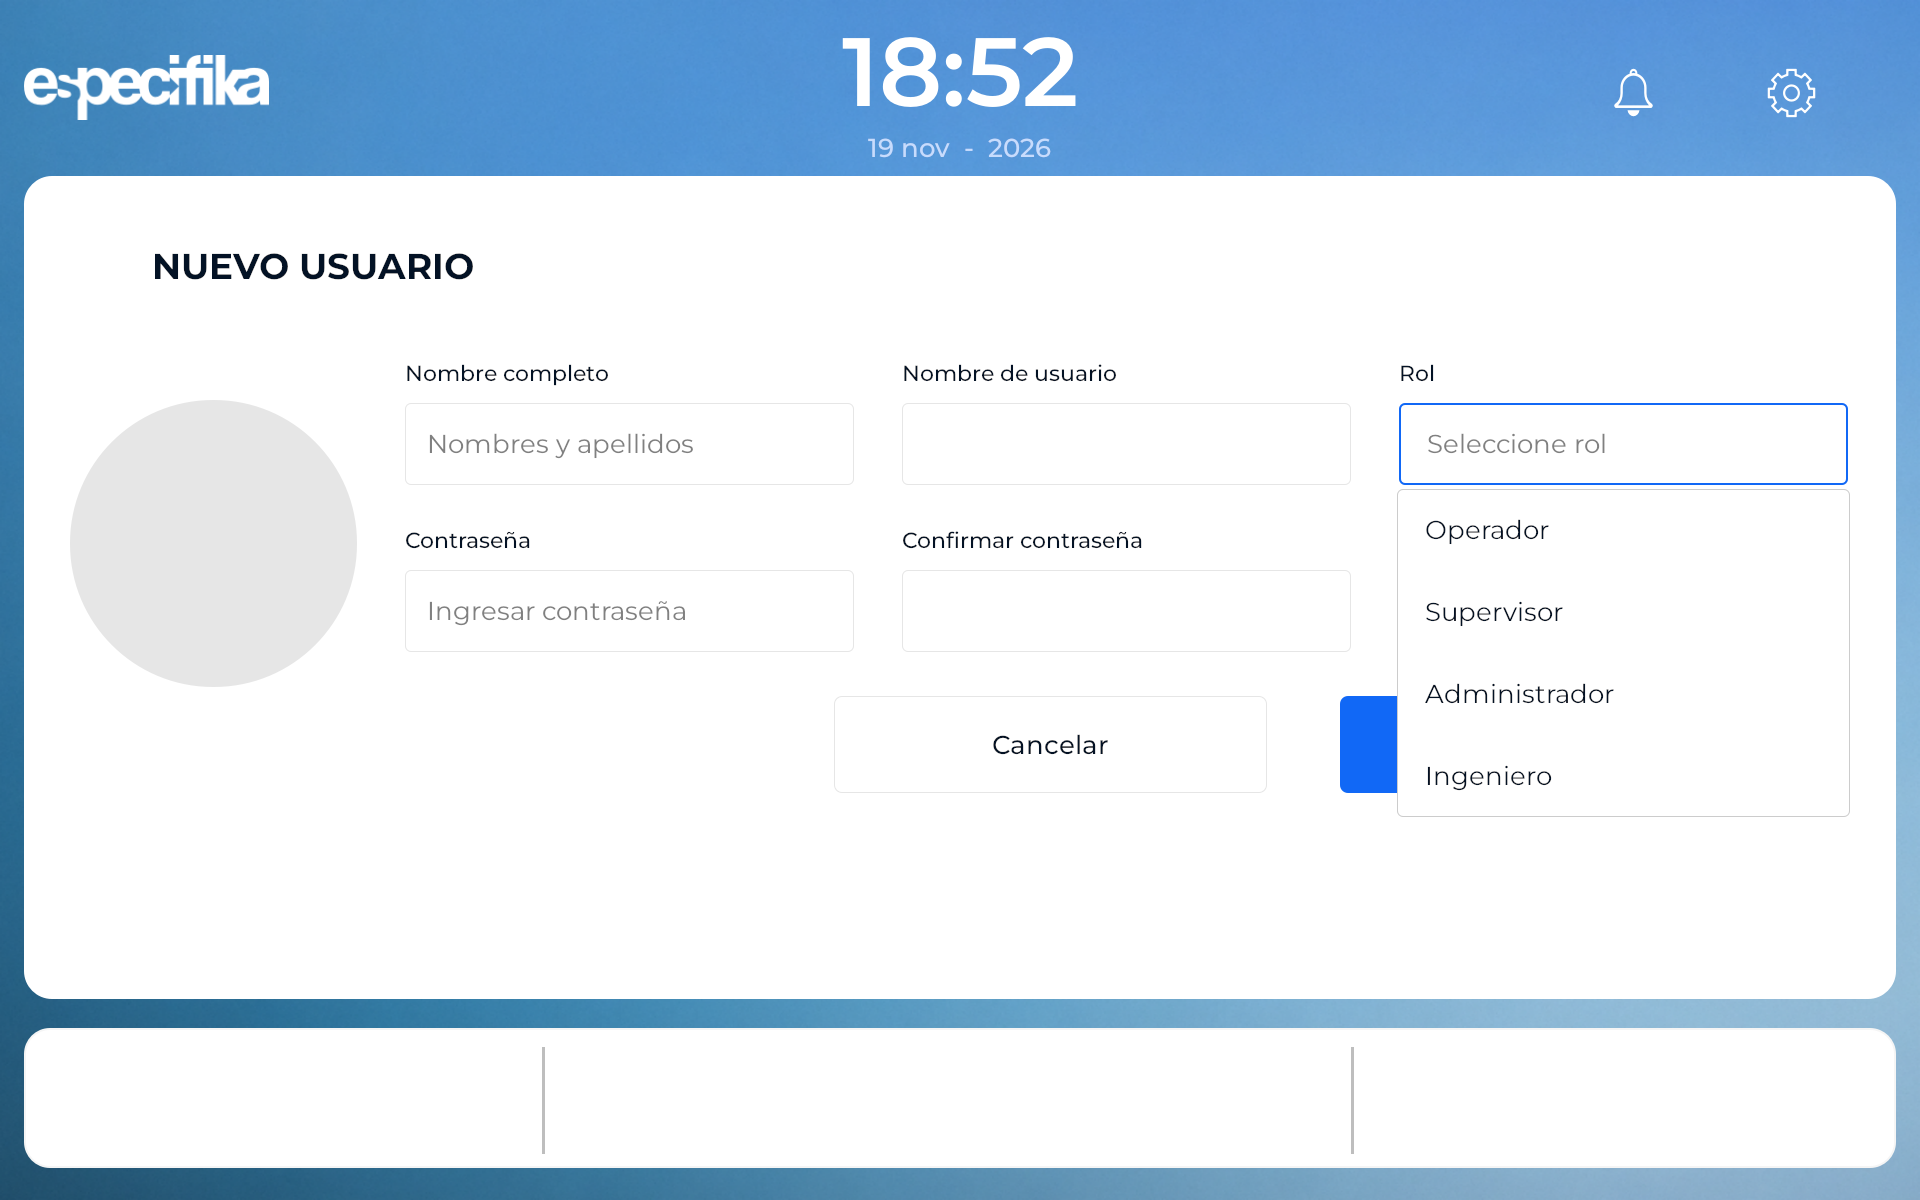 especifika
18:52
19 nov - 2026
NUEVO USUARIO
Nombre completo
Nombre de usuario
Rol
Nombres y apellidos
Seleccione rol
Operador
Contraseña
Confirmar contraseña
Ingresar contraseña
Supervisor
Administrador
Cancelar
Ingeniero